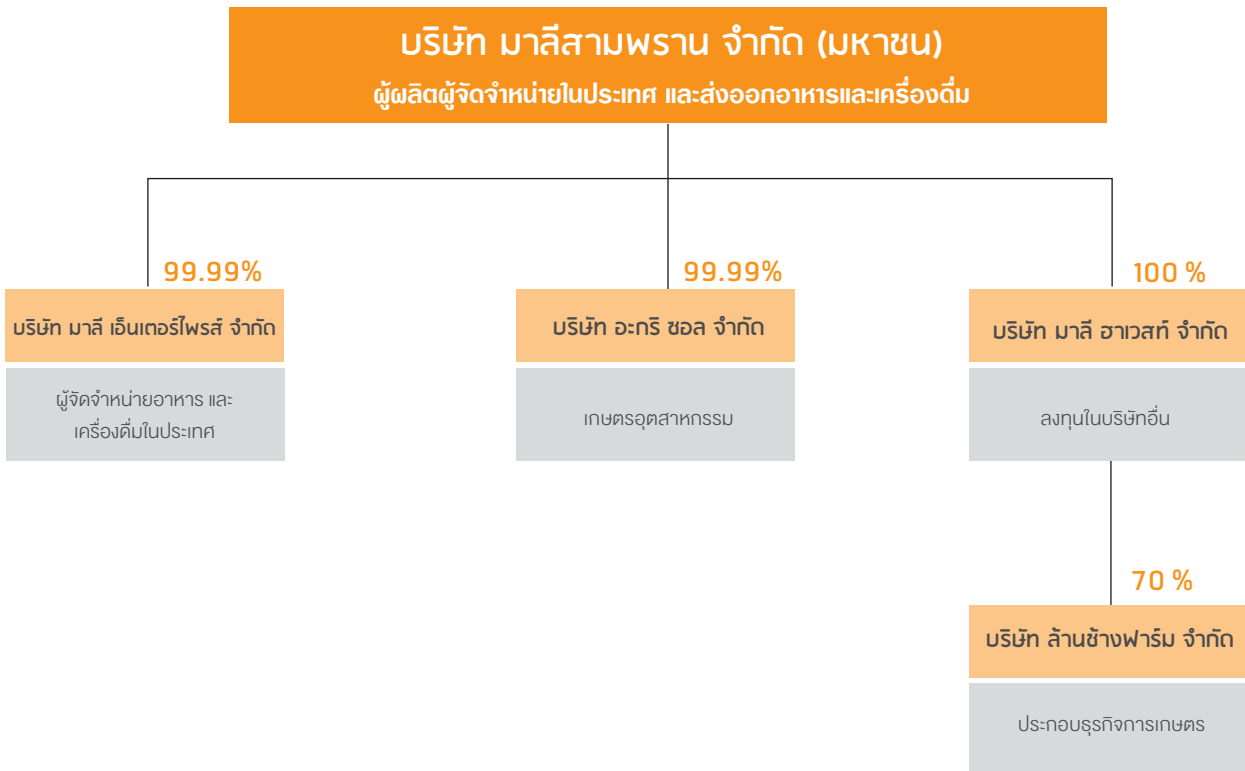 บริษัท มาลีสามพราน จำกัด (มหาชน)
ผู้ผลิตผู้จัดจำหน่ายในประเทศ และส่งออกอาหารและเครื่องดื่ม
99.99%
บริษัท มาลี เอ็นเตอร์ไพรส์ จำกัด
ผู้จัดจำหน่ายอาหาร และ
เครื่องดื่มในประเทศ
99.99%
บริษัท อะกริ ซอล จำกัด
เกษตรอุตสาหกรรม
100 %
บริษัท มาลี ฮาเวสท์ จำกัด
ลงทุนในบริษัทอื่น
70 %
บริษัท ล้านช้างฟาร์ม จำกัด
ประกอบธุรกิจการเกษตร